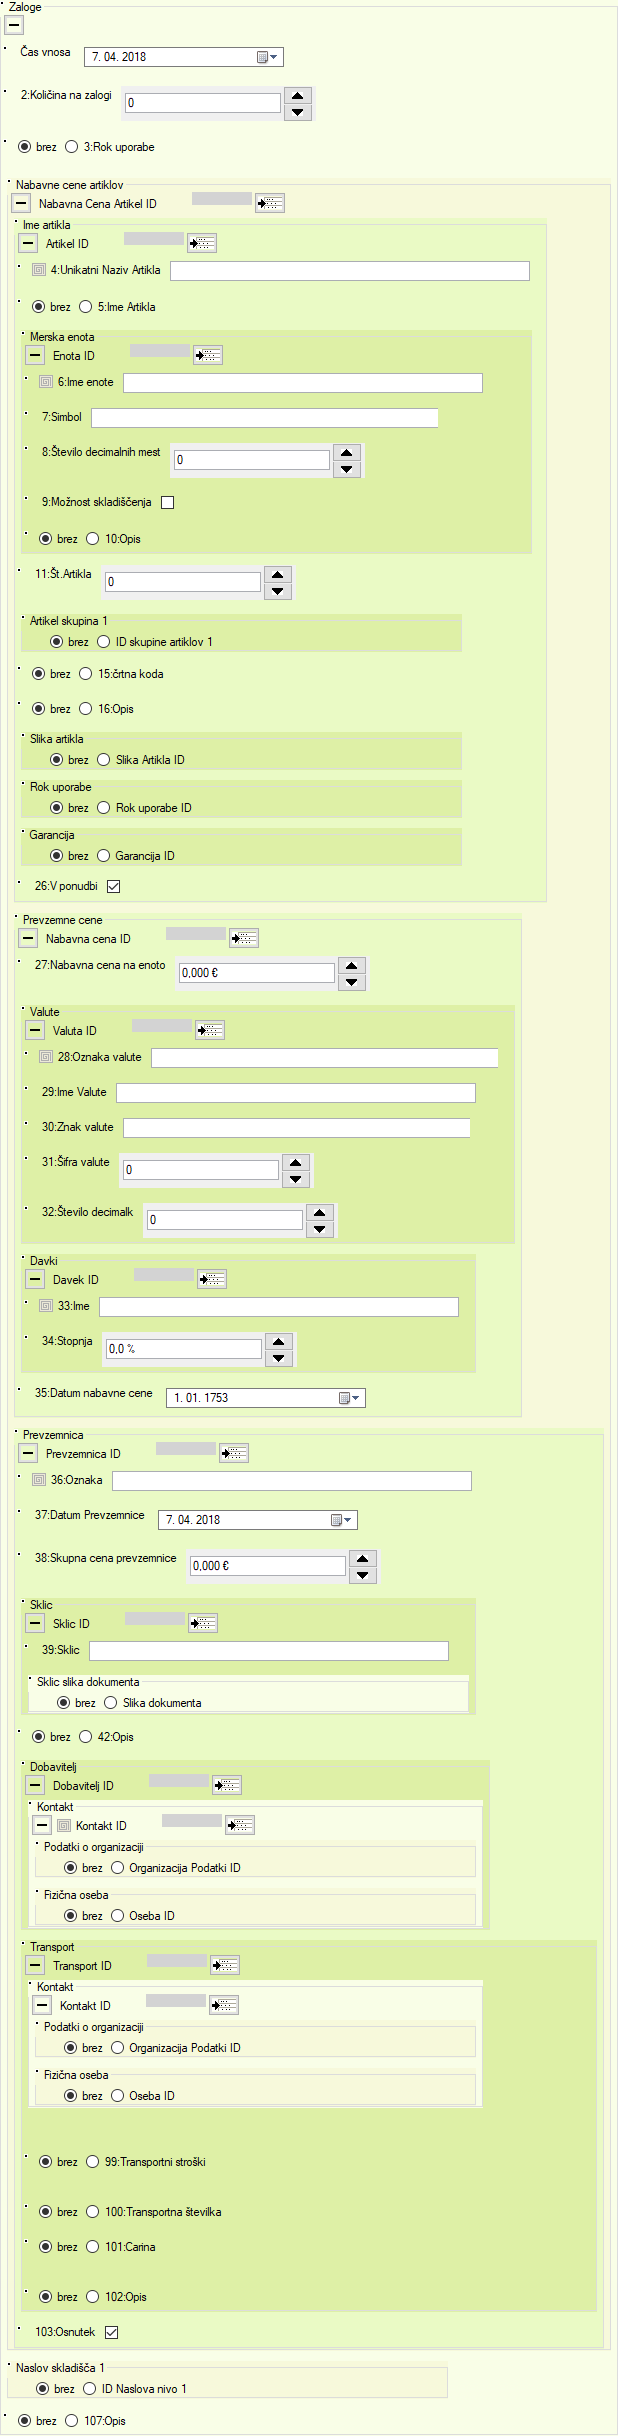 Zaloge
Čas vnosa 7. 04. 2018
2:Količina na zalogi 0
brez 3:Rok uporabe
Nabavne cene artiklov
Nabavna Cena Artikel ID
Ime artikla
Artikel ID
4:Unikatni Naziv Artikla
brez 5:Ime Artikla
Merska enota
Enota ID
6:Ime enote
7:Simbol
8:Število decimalnih mest 0
9:Možnost skladiščenja
brez 10:Opis
11:Št.Artikla 0
Artikel skupina 1
brez ID skupine artiklov 1
brez 15:črtna koda
brez 16:Opis
Slika artikla
brez Slika Artikla ID
Rok uporabe
brez Rok uporabe ID
Garancija
brez Garancija ID
26:V ponudbi
Prevzemne cene
Nabavna cena ID
27:Nabavna cena na enoto 0,000 €
Valute
Valuta ID
28:Oznaka valute
29:Ime Valute
30:Znak valute
31:Šifra valute 0
32:Število decimalk 0
Davki
Davek ID
33:Ime
34:Stopnja 0,0 %
35:Datum nabavne cene 1. 01. 1753
Prevzemnica
Prevzemnica ID
36:Oznaka
37:Datum Prevzemnice 7. 04. 2018
38:Skupna cena prevzemnice 0,000 €
Sklic
Sklic ID
39:Sklic
Sklic slika dokumenta
brez Slika dokumenta
brez 42:Opis
Dobavitelj
Dobavitelj ID
Kontakt
Kontakt ID
Podatki o organizaciji
brez Organizacija Podatki ID
Fizična oseba
brez Oseba ID
Transport
Transport ID
Kontakt
Kontakt ID
Podatki o organizaciji
brez Organizacija Podatki ID
Fizična oseba
brez Oseba ID
brez 99:Transportni stroški
brez 100:Transportna številka
brez 101:Carina
brez 102:Opis
103:Osnutek
Naslov skladišča 1
brez ID Naslova nivo 1
brez 107:Opis